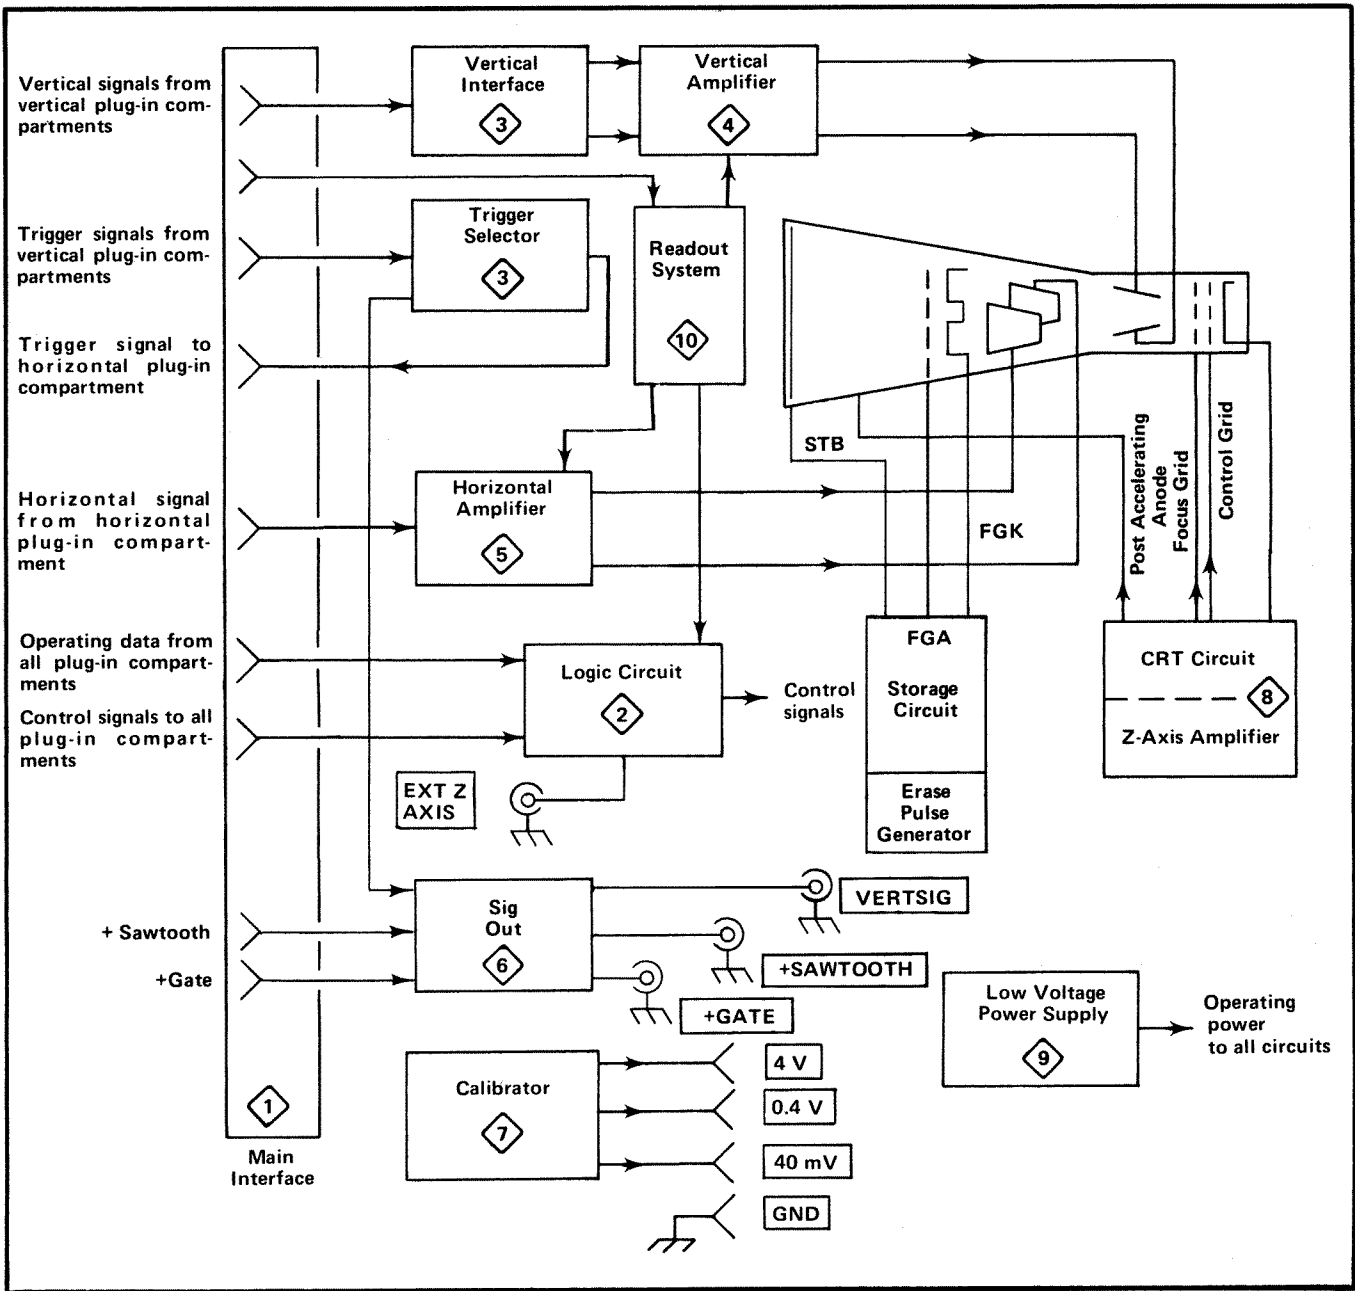 Vertical signals from
vertical plug-in com-
partments
Vertical
Interface
3
Vertical
Amplifier
4
Trigger signals from
vertical plug-in com-
partments
Trigger
Selector
3
Readout
System
10
Trigger signal to
horizontal plug-in
compartment
STB
FGK
Post Accelerating
Anode
Focus Grid
Control Grid
Horizontal signal
from horizontal
plug-in compart-
ment
Horizontal
Amplifier
5
Operating data from
all plug-in compart-
ments
Control signals to all
plug-in compart-
ments
Logic Circuit
2
Control
signals
FGA
Storage
Circuit
Erase
Pulse
Generator
CRT Circuit
8
Z-Axis Amplifier
EXT Z
AXIS
+ Sawtooth
+Gate
Sig
Out
6
VERTSIG
+SAWTOOTH
+GATE
Low Voltage
Power Supply
9
Operating
power
to all circuits
Calibrator
7
4 V
0.4 V
40 mV
GND
1
Main
Interface